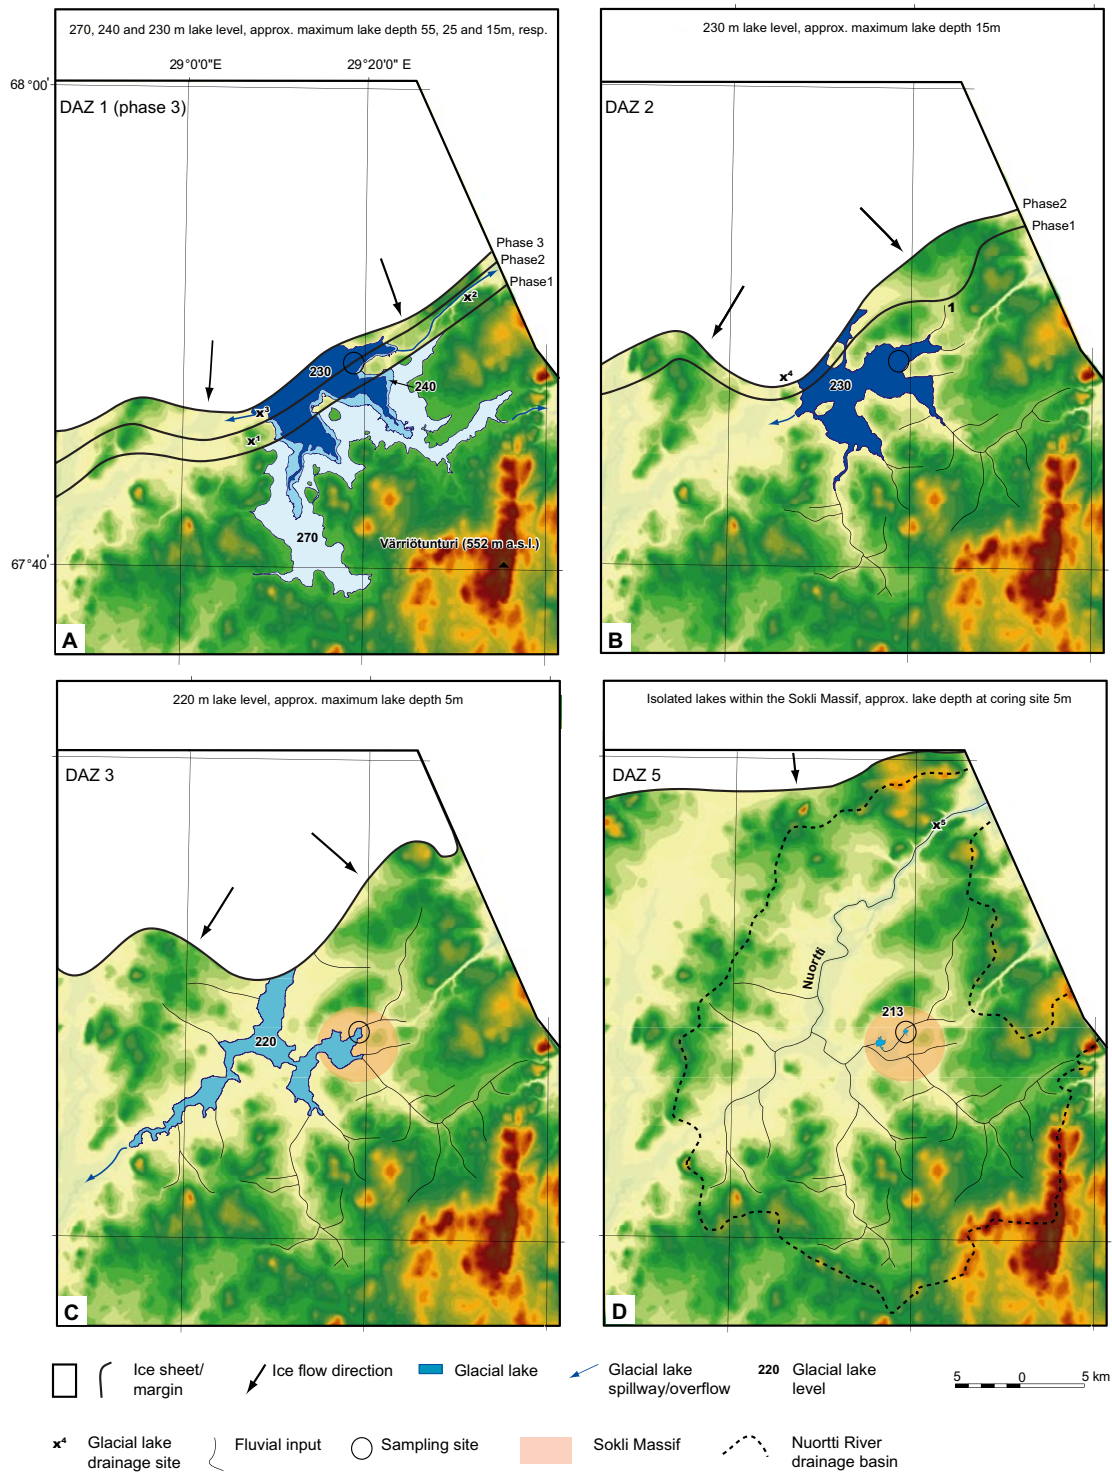 270, 240 and 230 m lake level, approx. maximum lake depth 55, 25 and 15m, resp.
29°0'0"E
29°20'0" E
68°00'
DAZ 1 (phase 3)
Phase 3
Phase2
Phase1
x²
230
240
x³
x¹
270
Värriötunturi (552 m a.s.l.)
67°40'
A
230 m lake level, approx. maximum lake depth 15m
DAZ 2
Phase2
Phase1
1
x⁴
230
B
220 m lake level, approx. maximum lake depth 5m
DAZ 3
220
C
Isolated lakes within the Sokli Massif, approx. lake depth at coring site 5m
DAZ 5
x⁵
Nuortti
213
D
Ice sheet/
margin
Ice flow direction
Glacial lake
Glacial lake
spillway/overflow
220
Glacial lake
level
5
0
5 km
x⁴
Glacial lake
drainage site
Fluvial input
Sampling site
Sokli Massif
Nuortti River
drainage basin